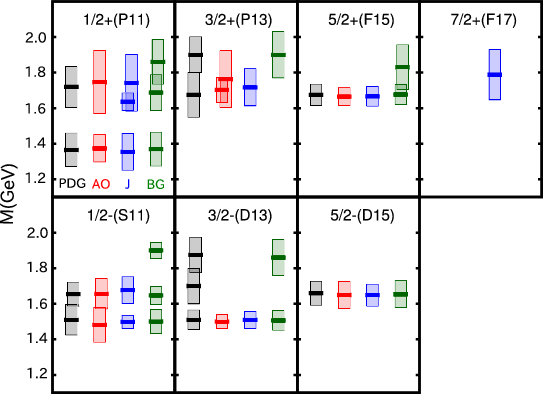 1/2+(P11) 3/2+(P13) 5/2+(F15) 7/2+(F17)
2.0
1.8
1.6
1.4
1.2
PDG AO J BG
M(GeV)
1/2-(S11) 3/2-(D13) 5/2-(D15)
2.0
1.8
1.6
1.4
1.2